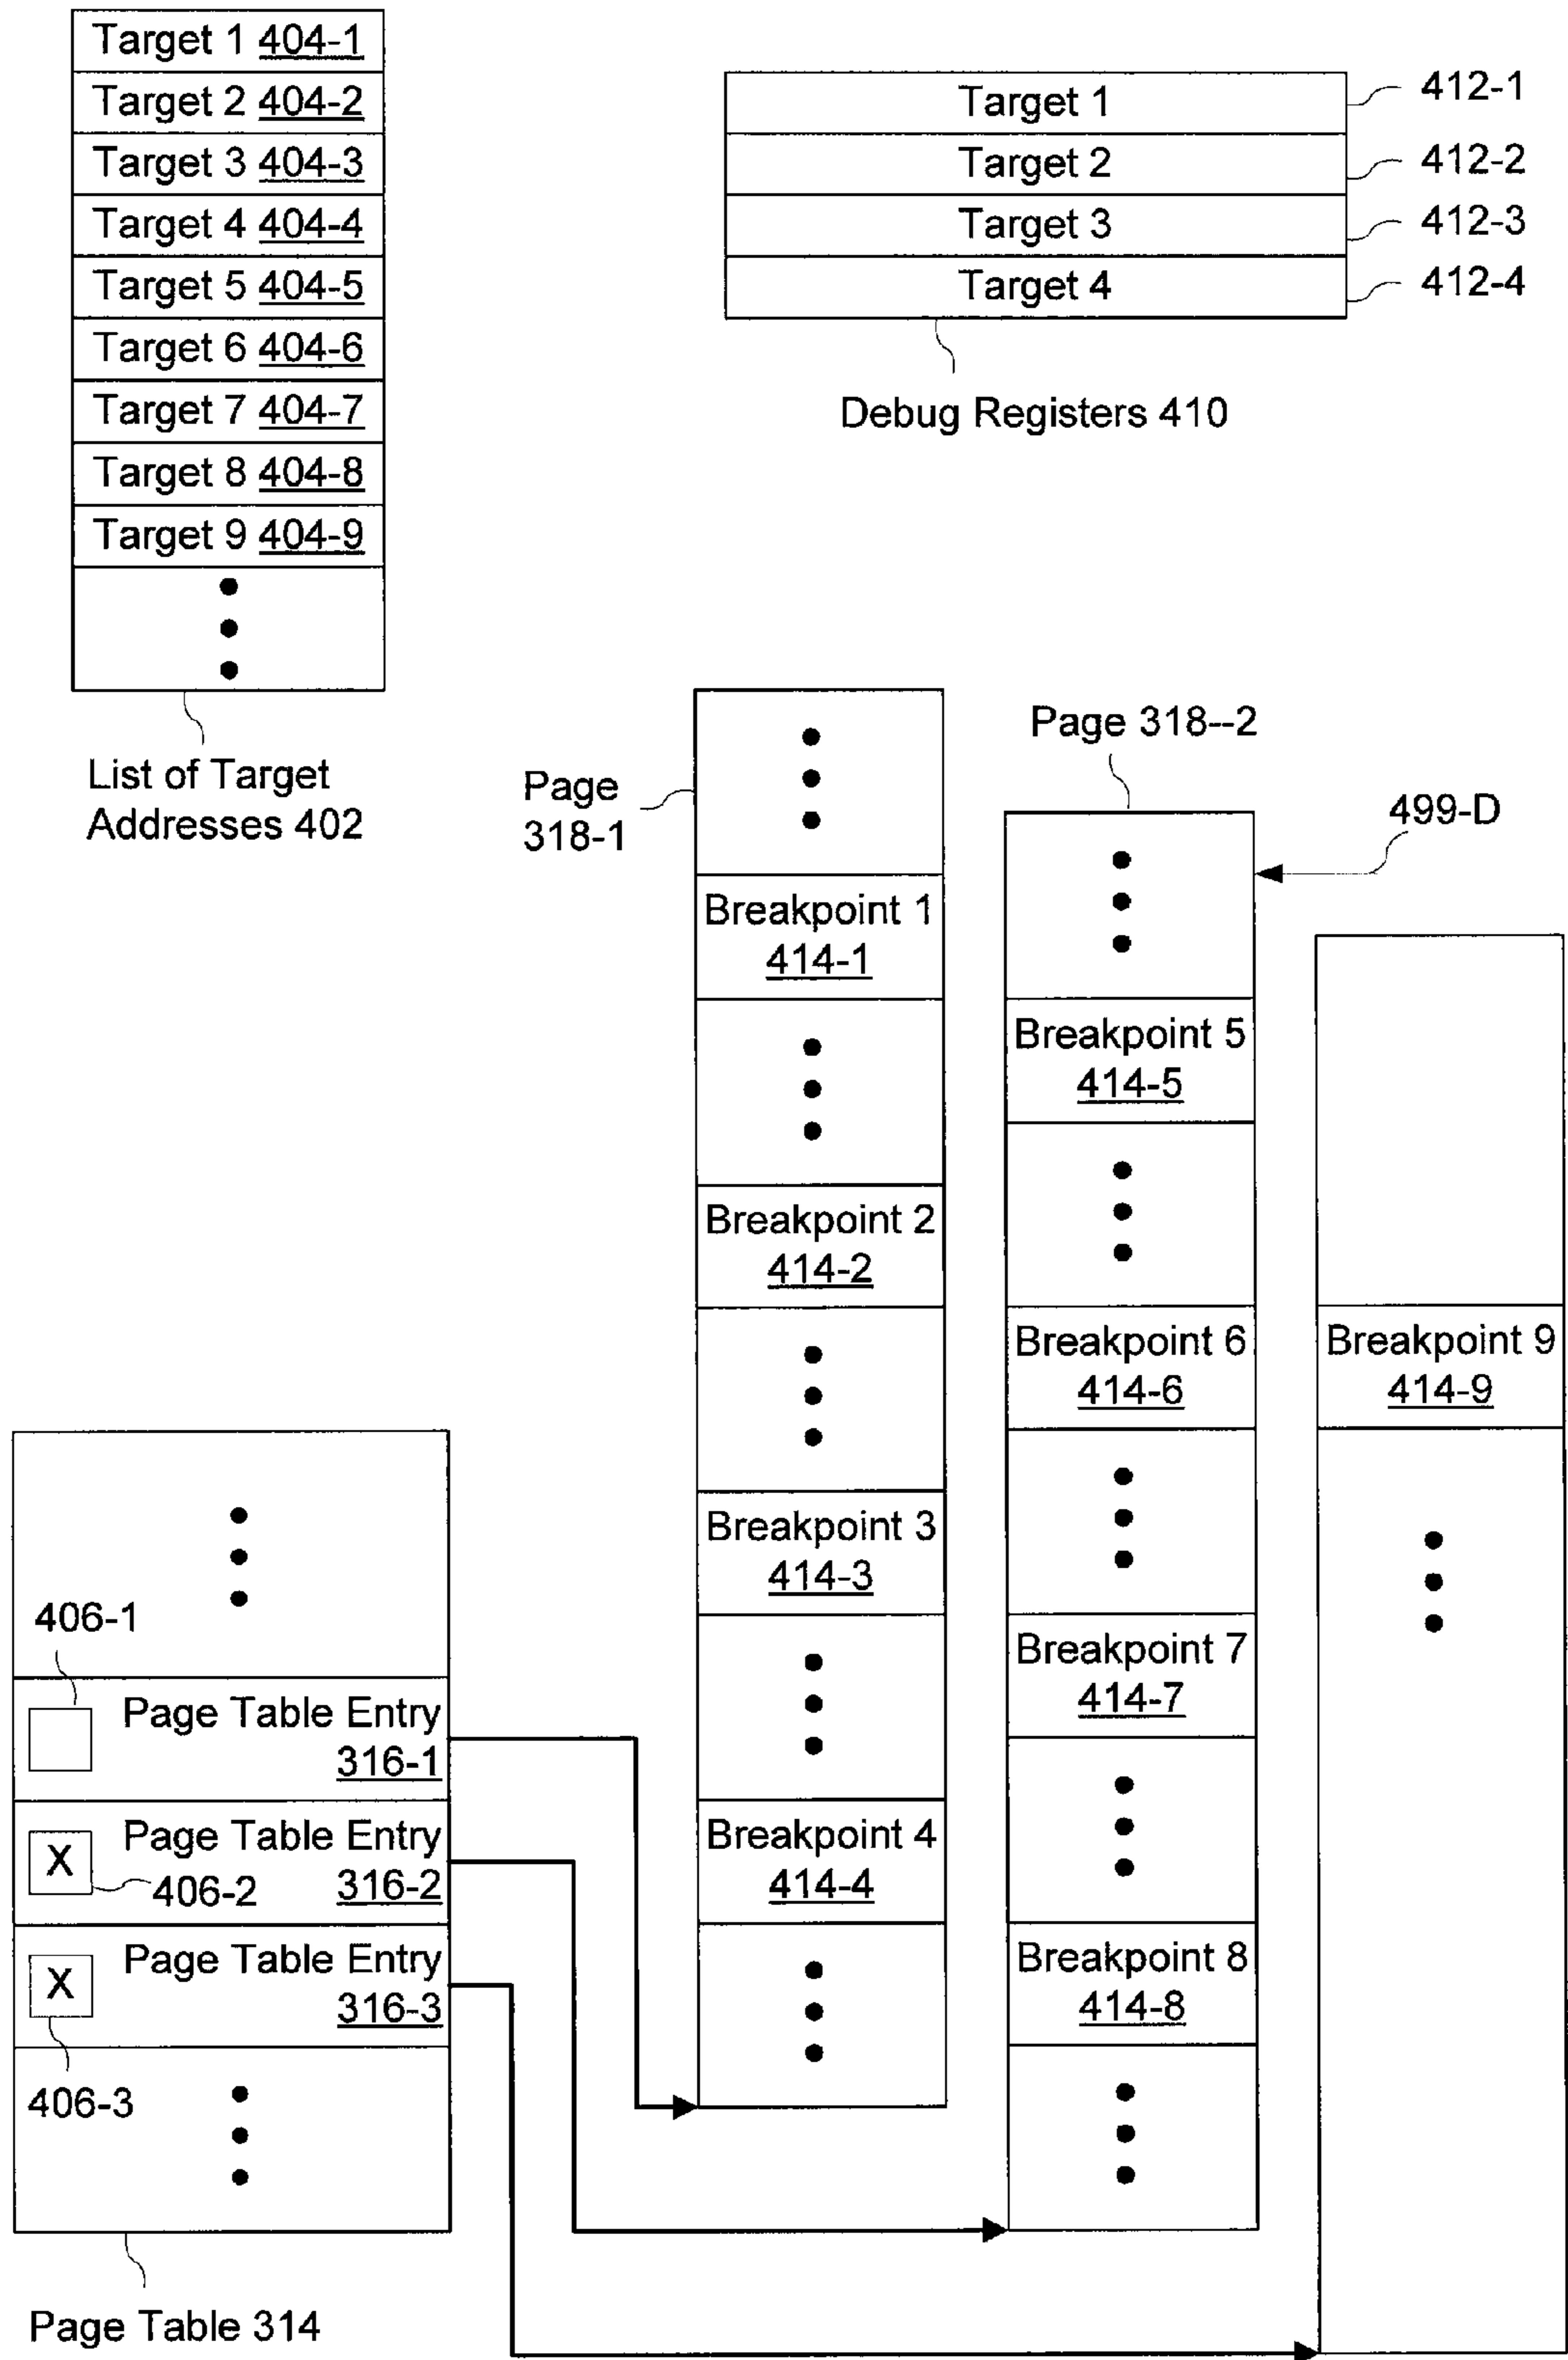 Target 1 404-1
Target 2 404-2
Target 3 404-3
Target 4 404-4
Target 5 404-5
Target 6 404-6
Target 7 404-7
Target 8 404-8
Target 9 404-9
List of Target
Addresses 402
Target 1
412-1
Target 2
412-2
Target 3
412-3
Target 4
412-4
Debug Registers 410
Page
318-1
Breakpoint 1
414-1
Breakpoint 2
414-2
Breakpoint 3
414-3
Breakpoint 4
414-4
Page 318--2
499-D
Breakpoint 5
414-5
Breakpoint 6
414-6
Breakpoint 7
414-7
Breakpoint 8
414-8
Breakpoint 9
414-9
406-1
Page Table Entry
316-1
X
Page Table Entry
406-2
316-2
X
Page Table Entry
316-3
406-3
Page Table 314